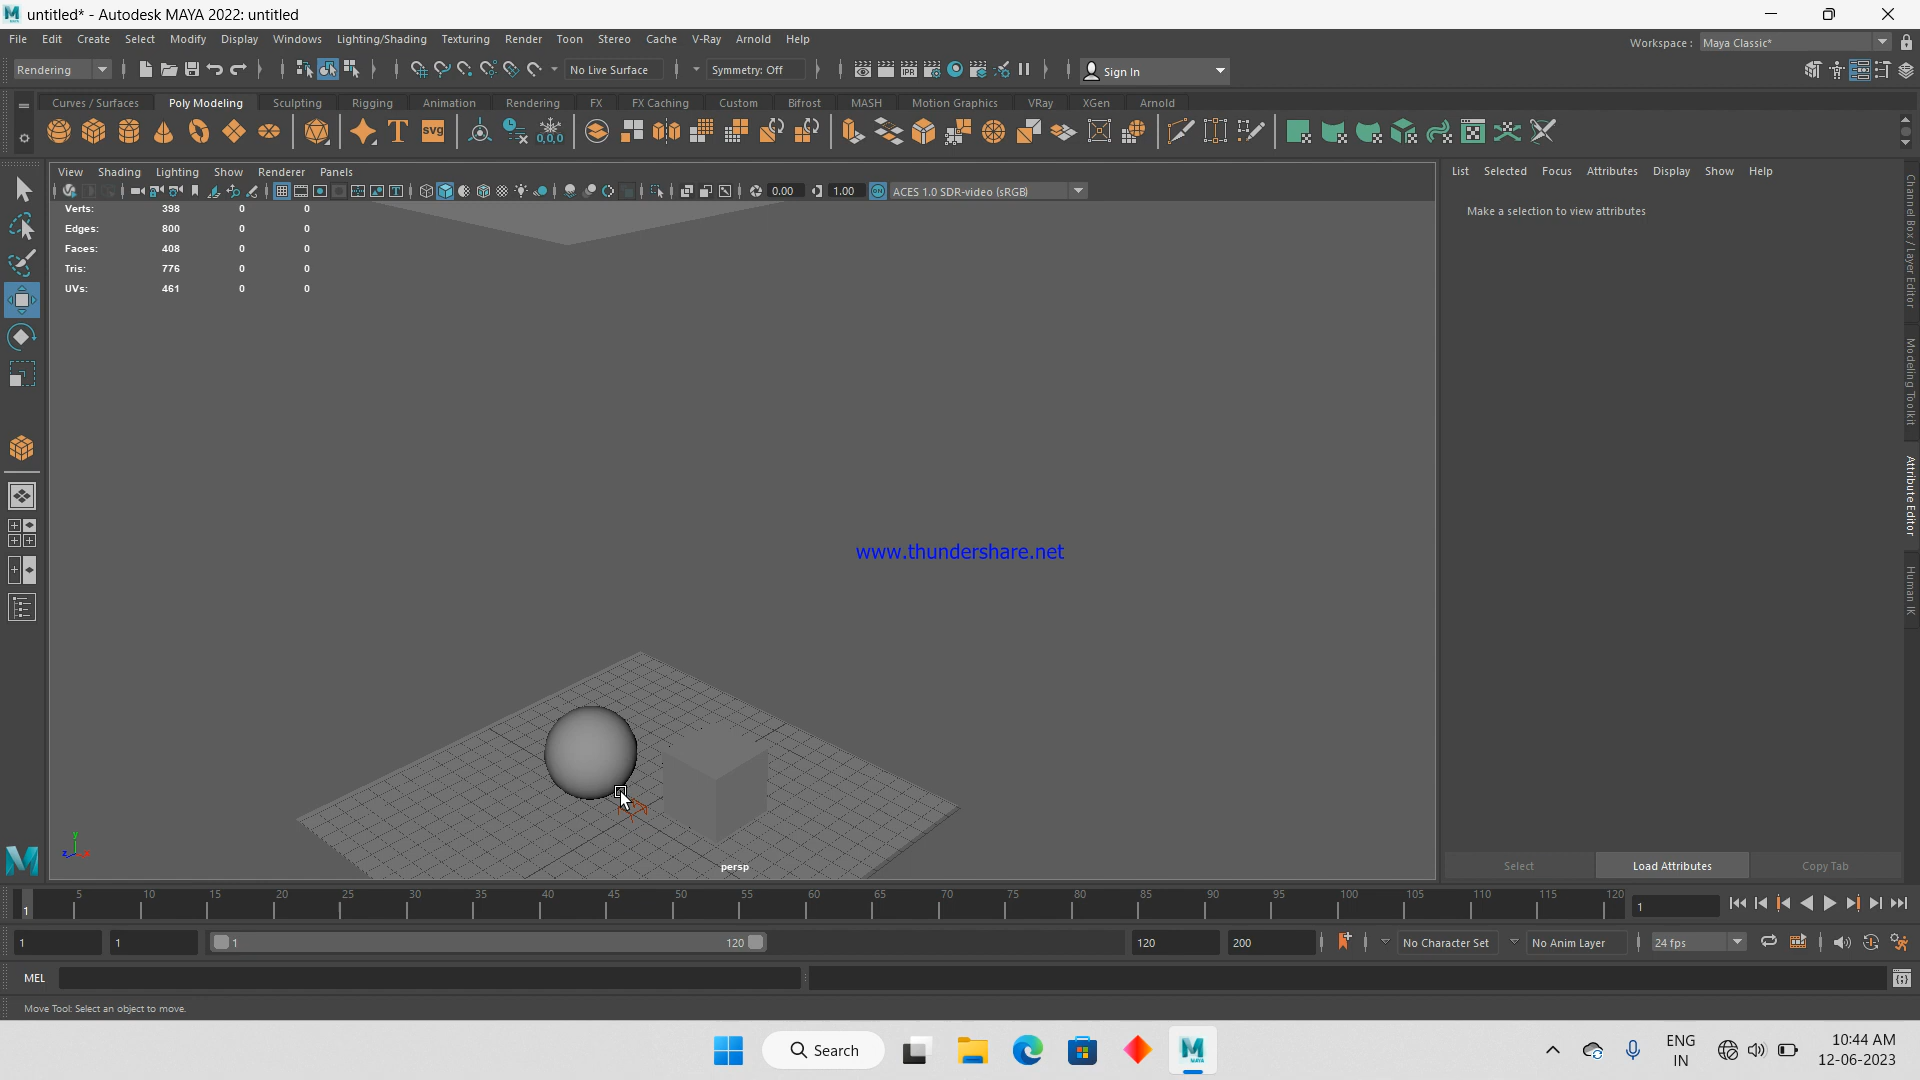 untitled* - Autodesk MAYA 2022: untitled
File Edit Create Select Modify Display Windows Lighting/Shading Texturing Render Toon Stereo Cache V-Ray Arnold Help
Workspace : Maya Classic*
Rendering No Live Surface Symmetry: Off Sign In
Curves / Surfaces Poly Modeling Sculpting Rigging Animation Rendering FX FX Caching Custom Bifrost MASH Motion Graphics VRay XGen Arnold
View Shading Lighting Show Renderer Panels
0.00 1.00 ON ACES 1.0 SDR-video (sRGB)
Verts: 398 0 0
Edges: 800 0 0
Faces: 408 0 0
Tris: 776 0 0
UVs: 461 0 0
www.thundershare.net
persp
List Selected Focus Attributes Display Show Help
Make a selection to view attributes
Channel Box / Layer Editor
Modeling Toolkit
Attribute Editor
Human IK
Select Load Attributes Copy Tab
1 5 10 15 20 25 30 35 40 45 50 55 60 65 70 75 80 85 90 95 100 105 110 115 120 1
1 1 1 120 120 200 No Character Set No Anim Layer 24 fps
MEL
Move Tool: Select an object to move.
Search
ENG
IN
10:44 AM
12-06-2023